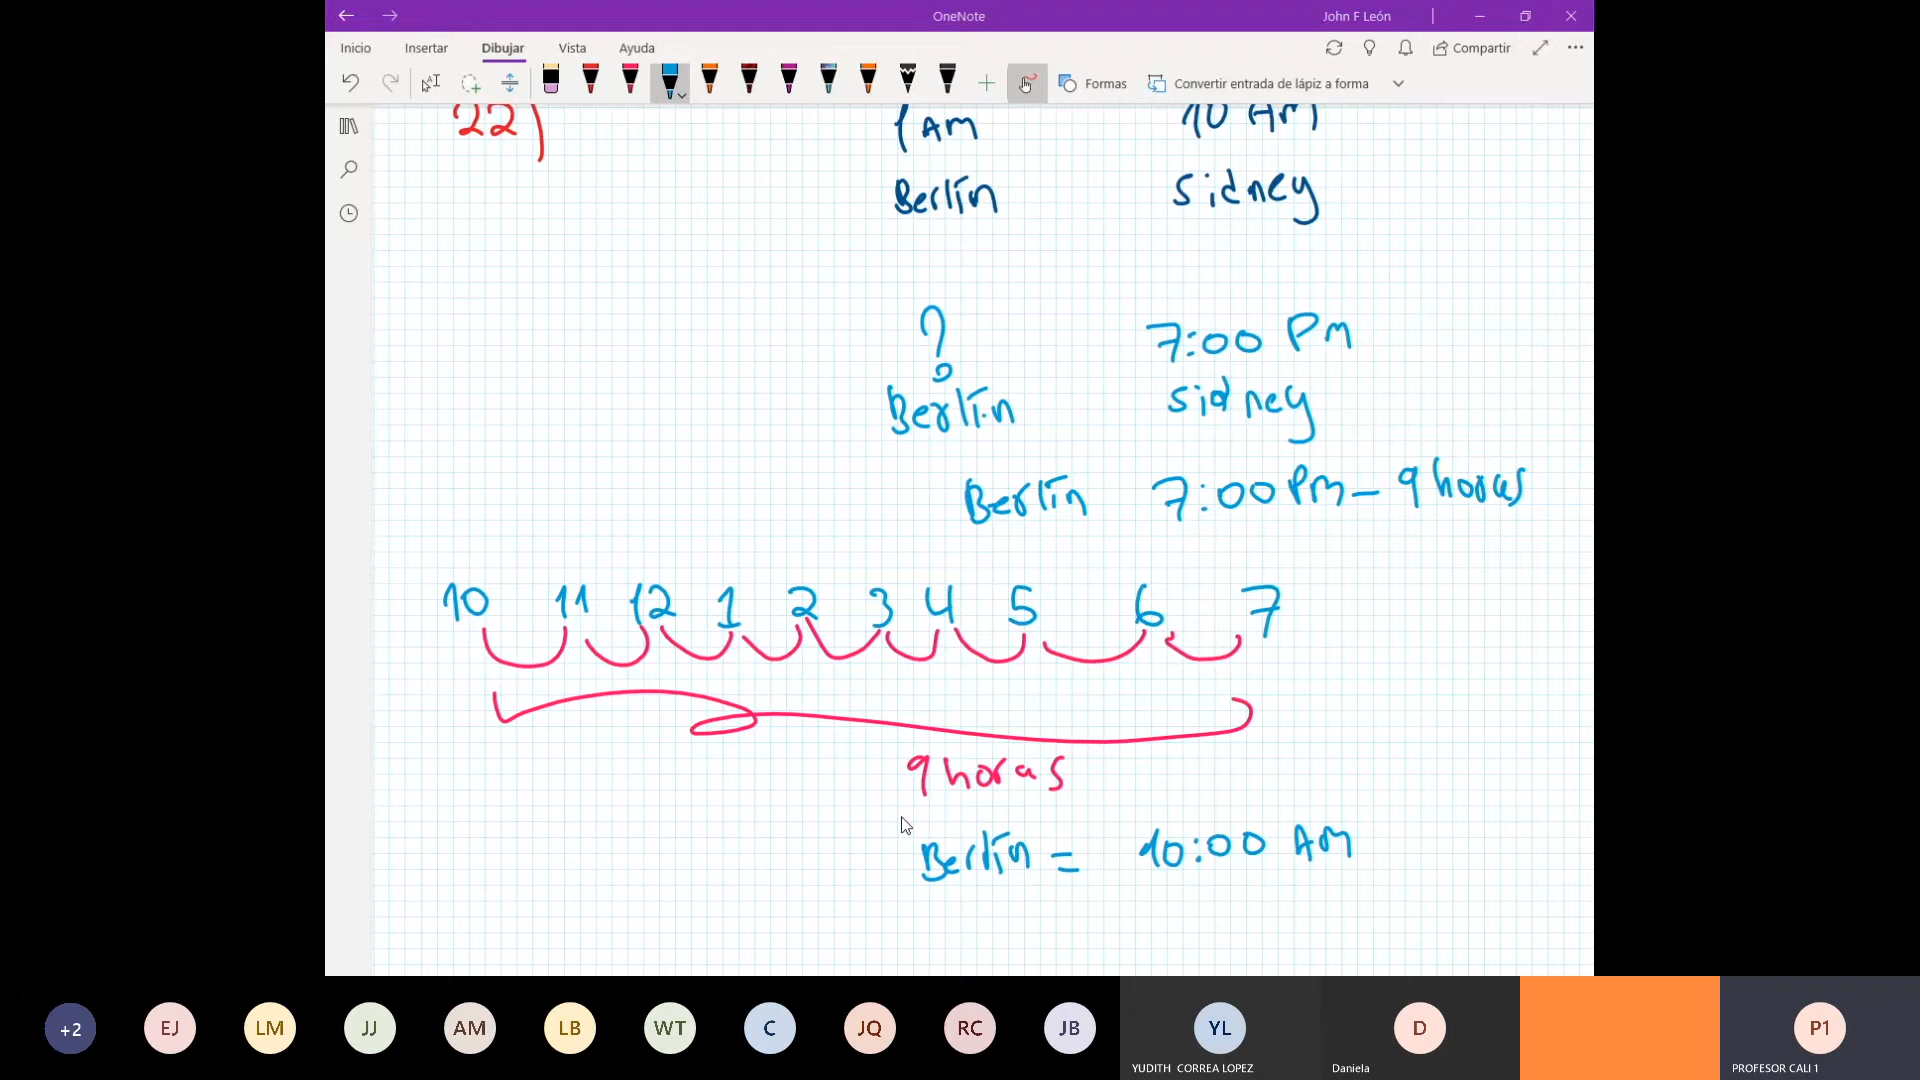 OneNote
John F León
Inicio Insertar Dibujar Vista Ayuda Compartir
Formas Convertir entrada de lápiz a forma
22)
1 AM 10 AM
Berlín Sidney
? 7:00 PM
Berlín Sidney
Berlín 7:00 PM - 9 horas
10 11 12 1 2 3 4 5 6 7
9 horas
Berlín = 10:00 AM
+2 EJ LM JJ AM LB WT C JQ RC JB YL D P1
YUDITH CORREA LOPEZ Daniela PROFESOR CALI 1